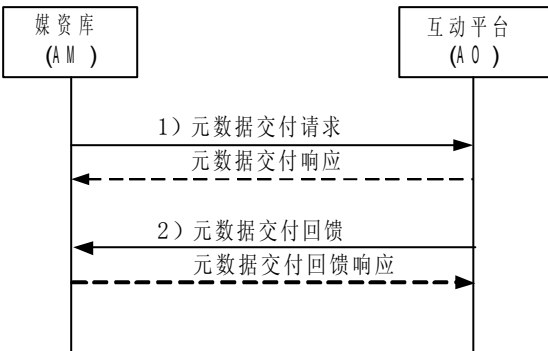 媒资库
(AM )
互动平台
(AO )
1）元数据交付请求
元数据交付响应
2）元数据交付回馈
元数据交付回馈响应